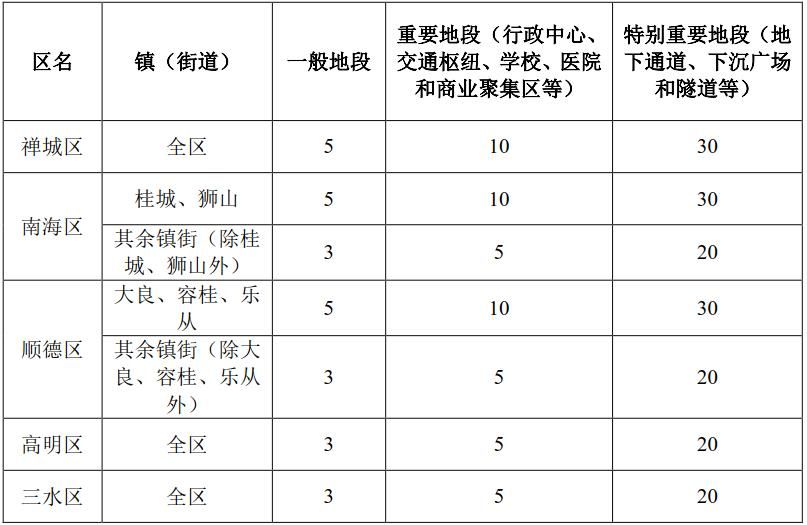 区名 镇（街道） 一般地段 重要地段（行政中心、 特别重要地段（地
交通枢纽、学校、医院 下通道、下沉广场
和商业聚集区等） 和隧道等）
禅城区 全区 5 10 30
南海区 桂城、狮山 5 10 30
其余镇街（除桂
城、狮山外） 3 5 20
顺德区 大良、容桂、乐
从 5 10 30
其余镇街（除大
良、容桂、乐从
外） 3 5 20
高明区 全区 3 5 20
三水区 全区 3 5 20